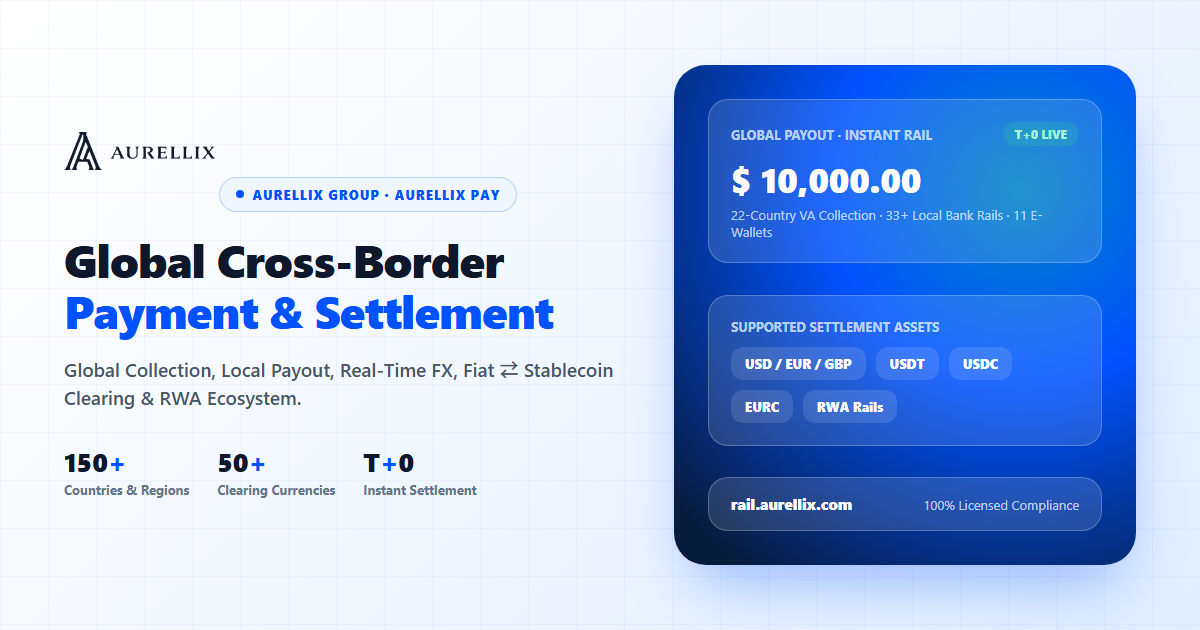 AURELLIX
AURELLIX GROUP · AURELLIX PAY
Global Cross-Border
Payment & Settlement
Global Collection, Local Payout, Real-Time FX, Fiat ⇄ Stablecoin
Clearing & RWA Ecosystem.
150+
Countries & Regions
50+
Clearing Currencies
T+0
Instant Settlement
GLOBAL PAYOUT · INSTANT RAIL
T+0 LIVE
$ 10,000.00
22-Country VA Collection · 33+ Local Bank Rails · 11 E-
Wallets
SUPPORTED SETTLEMENT ASSETS
USD / EUR / GBP
USDT
USDC
EURC
RWA Rails
rail.aurellix.com
100% Licensed Compliance